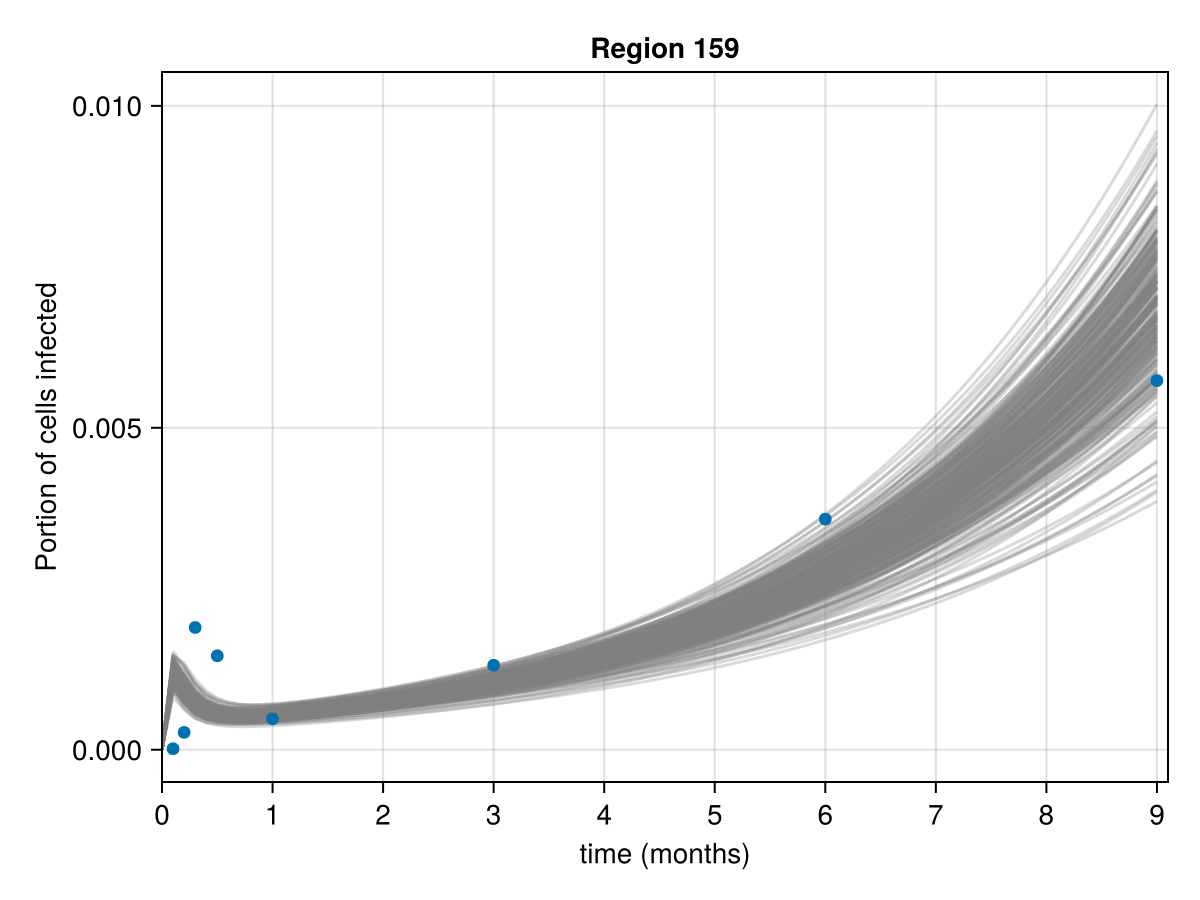 Region 159
0.010
0.005
0.000
Portion of cells infected
0 1 2 3 4 5 6 7 8 9
time (months)